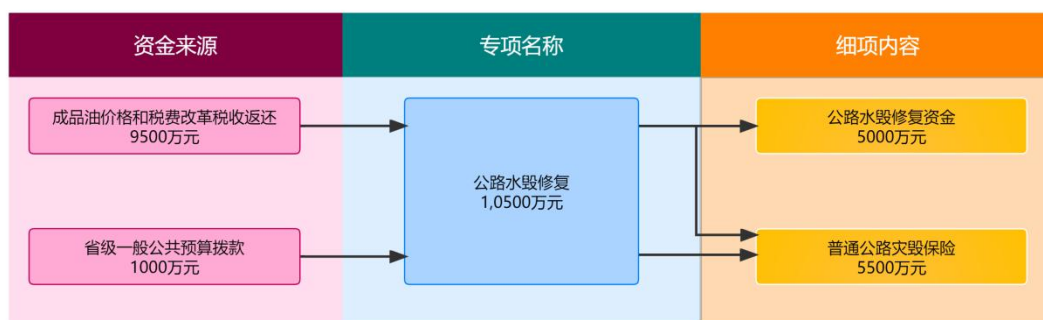 资金来源
专项名称
细项内容
成品油价格和税费改革税收返还
9500万元
公路水毁修复资金
5000万元
公路水毁修复
1,0500万元
省级一般公共预算拨款
1000万元
普通公路灾毁保险
5500万元